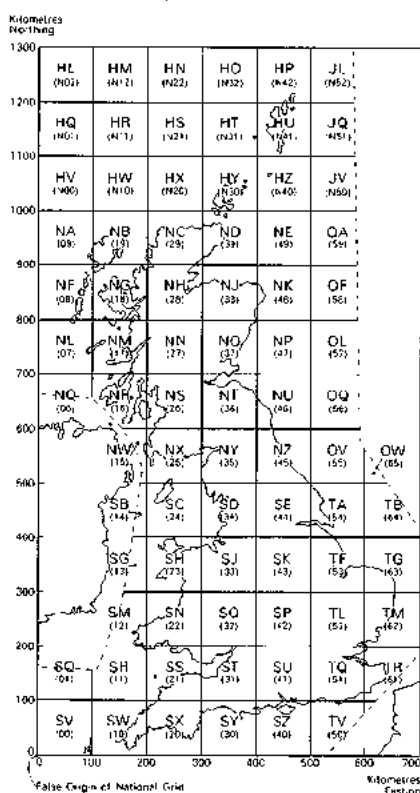 Kilometres
Northing
1300
HL HM HN HO HP JL
(N02) (N12) (N22) (N32) (N42) (N52)
1200
HQ HR HS HT HU JQ
(N01) (N11) (N21) (N31) (N41) (N51)
1100
HV HW HX HY HZ JV
(N00) (N10) (N20) (N30) (N40) (N50)
1000
NA NB NC ND NE OA
(09) (19) (29) (39) (49) (59)
900
NF NG NH NJ NK OF
(08) (18) (28) (38) (48) (58)
800
NL NM NN NO NP OL
(07) (17) (27) (37) (47) (57)
700
NQ NR NS NT NU OQ
(06) (16) (26) (36) (46) (56)
600
NW NX NY NZ OV OW
(15) (25) (35) (45) (55) (65)
500
SB SC SD SE TA TB
(14) (24) (34) (44) (54) (64)
400
SG SH SJ SK TF TG
(13) (23) (33) (43) (53) (63)
300
SM SN SO SP TL TM
(12) (22) (32) (42) (52) (62)
200
SQ SR SS ST SU TQ TR
(01) (11) (21) (31) (41) (51) (61)
100
SV SW SX SY SZ TV
(00) (10) (20) (30) (40) (50)
0
0 100 200 300 400 500 600 700
False Origin of National Grid
Kilometres
Easting